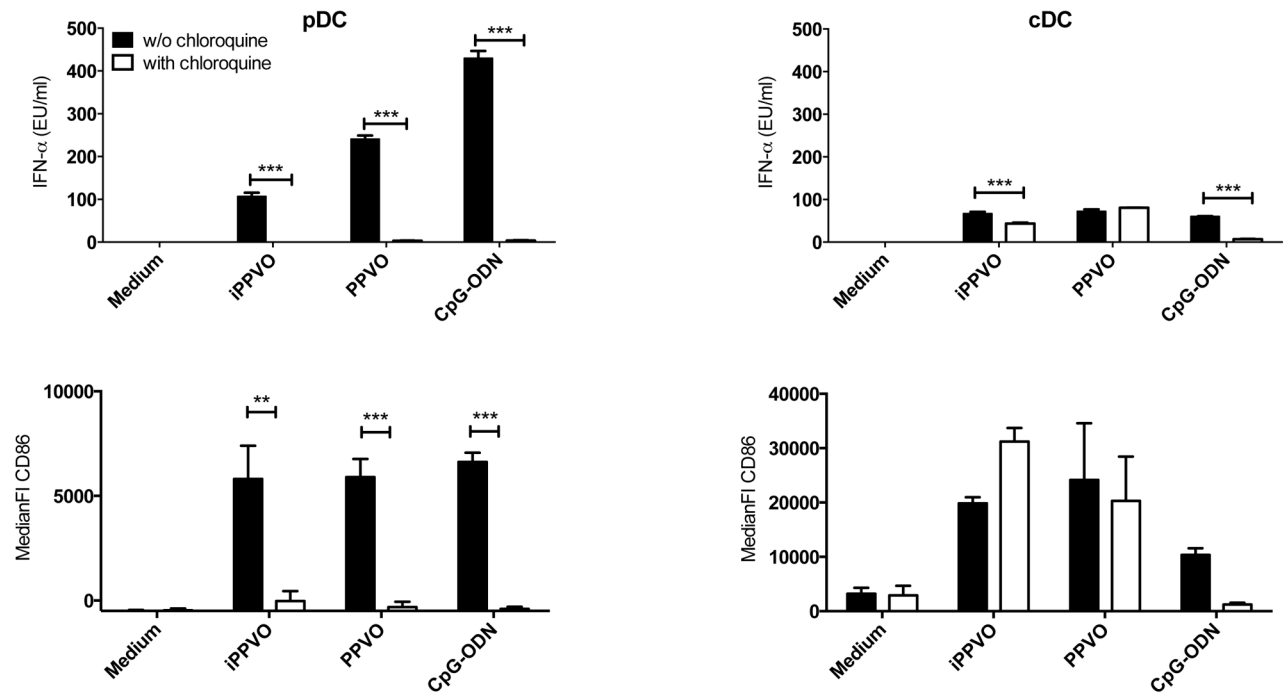 pDC
w/o chloroquine
with chloroquine
IFN-α (EU/ml)
500
400
300
200
100
0
***
***
***
Medium
iPPVO
PPVO
CpG-ODN
cDC
IFN-α (EU/ml)
500
400
300
200
100
0
***
***
Medium
iPPVO
PPVO
CpG-ODN
MedianFI CD86
10000
5000
0
**
***
***
Medium
iPPVO
PPVO
CpG-ODN
MedianFI CD86
40000
30000
20000
10000
0
Medium
iPPVO
PPVO
CpG-ODN